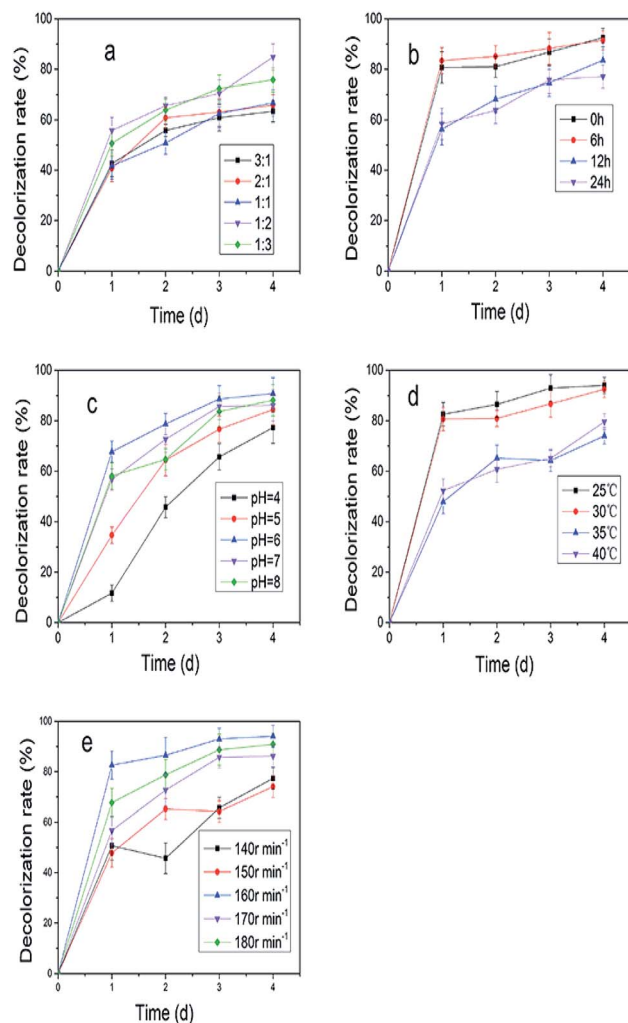 a
100
80
60
40
20
0
Decolorization rate (%)
3:1
2:1
1:1
1:2
1:3
0 1 2 3 4
Time (d)
b
100
80
60
40
20
0
Decolorization rate (%)
0h
6h
12h
24h
0 1 2 3 4
Time (d)
c
100
80
60
40
20
0
Decolorization rate (%)
pH=4
pH=5
pH=6
pH=7
pH=8
0 1 2 3 4
Time (d)
d
100
80
60
40
20
0
Decolorization rate (%)
25℃
30℃
35℃
40℃
0 1 2 3 4
Time (d)
e
100
80
60
40
20
0
Decolorization rate (%)
140r min⁻¹
150r min⁻¹
160r min⁻¹
170r min⁻¹
180r min⁻¹
0 1 2 3 4
Time (d)